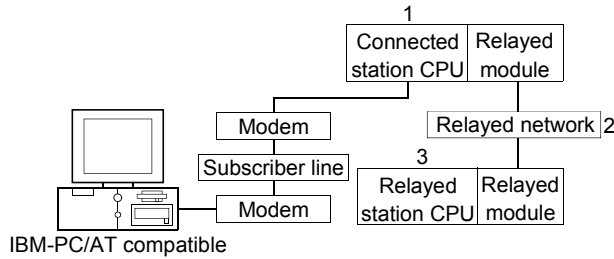 1
Connected
station CPU
Relayed
module
Modem
Relayed network 2
Subscriber line
3
Relayed
station CPU
Relayed
module
Modem
IBM-PC/AT compatible